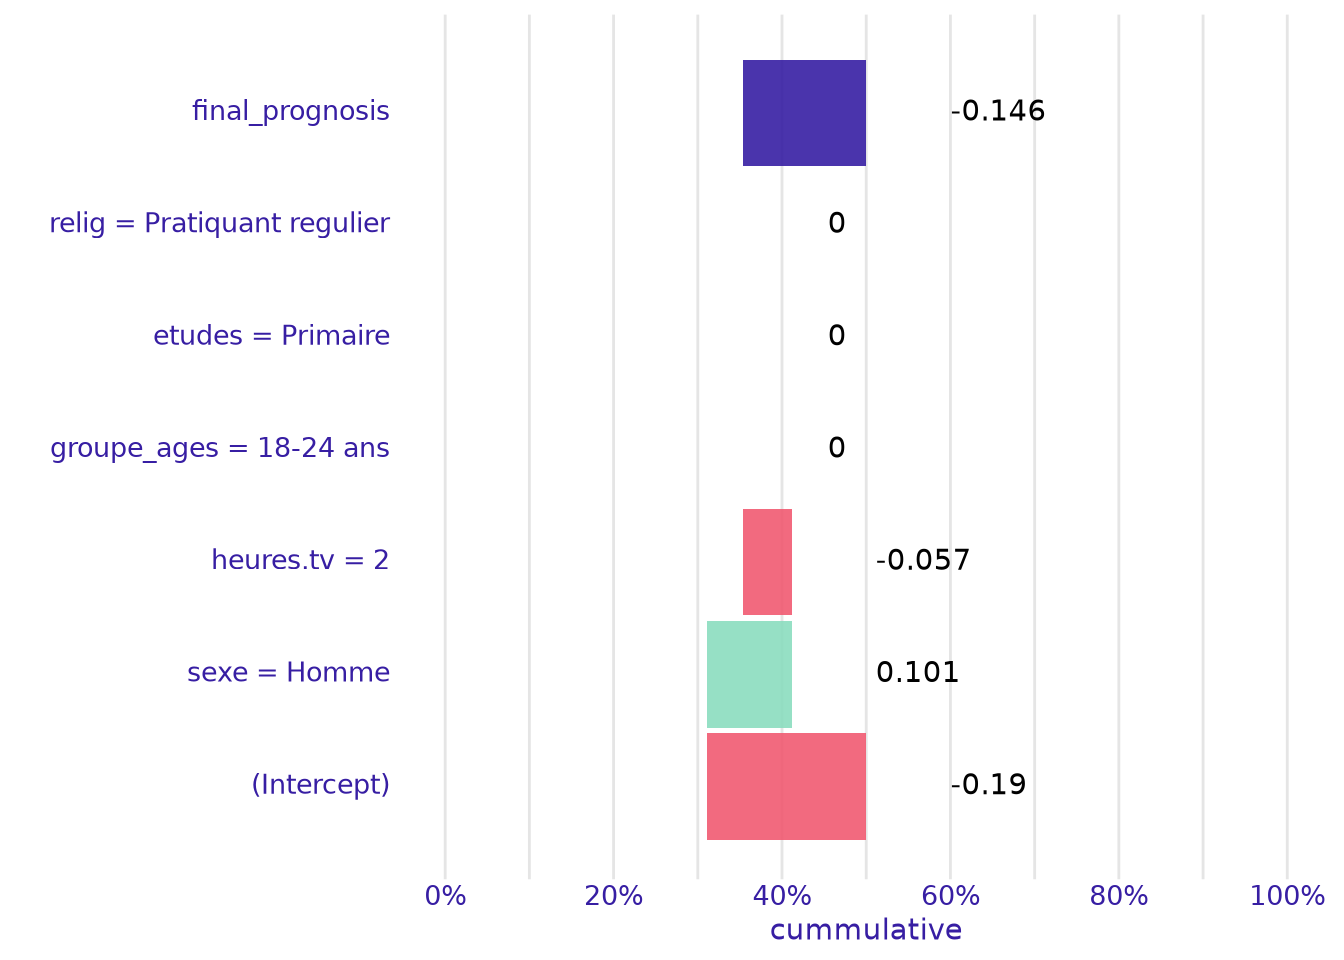 final_prognosis -0.146
relig = Pratiquant regulier 0
etudes = Primaire 0
groupe_ages = 18-24 ans 0
heures.tv = 2 -0.057
sexe = Homme 0.101
(Intercept) -0.19
0% 20% 40% 60% 80% 100%
cummulative